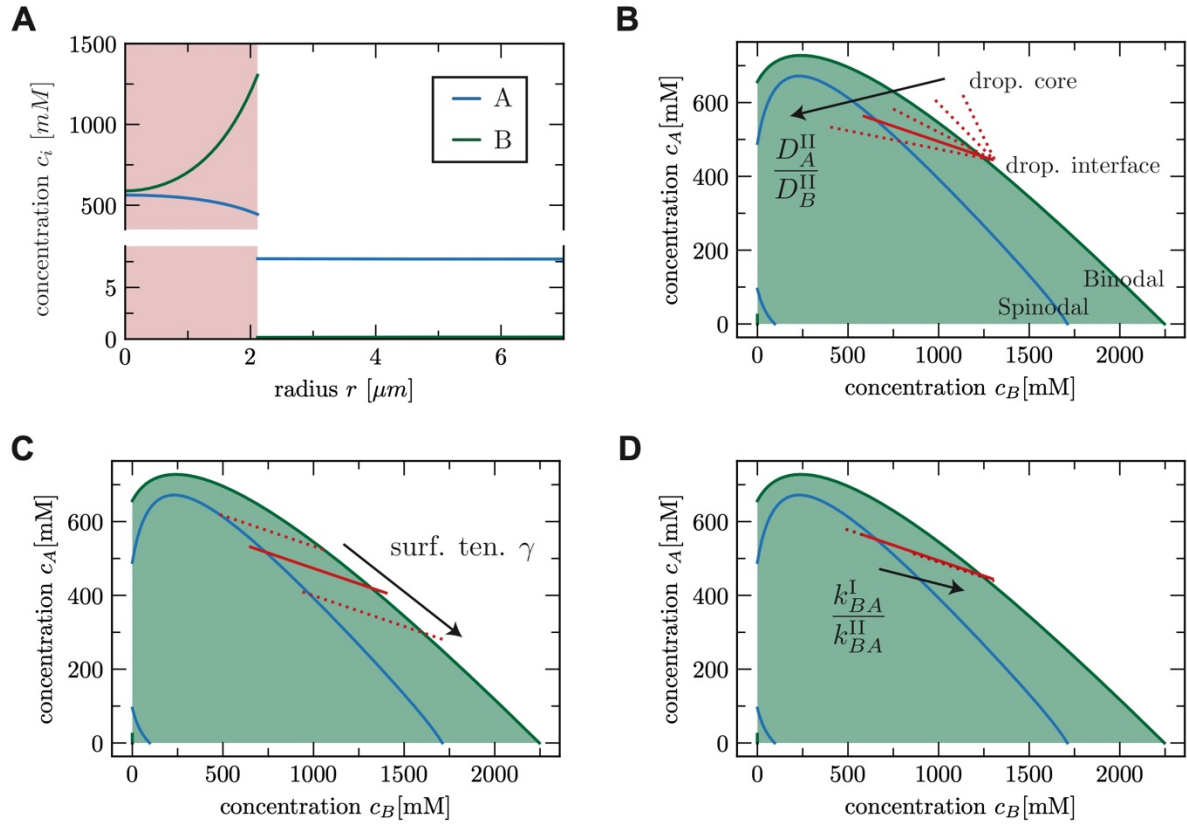 A
1500
1000
500
5
0
concentration c_i [mM]
A
B
0
2
4
6
radius r [μm]
B
600
400
200
0
concentration c_A[mM]
drop. core
D_A^II
D_B^II
drop. interface
Binodal
Spinodal
0
500
1000
1500
2000
concentration c_B[mM]
C
600
400
200
0
concentration c_A[mM]
surf. ten. γ
0
500
1000
1500
2000
concentration c_B[mM]
D
600
400
200
0
concentration c_A[mM]
k_BA^I
k_BA^II
0
500
1000
1500
2000
concentration c_B[mM]